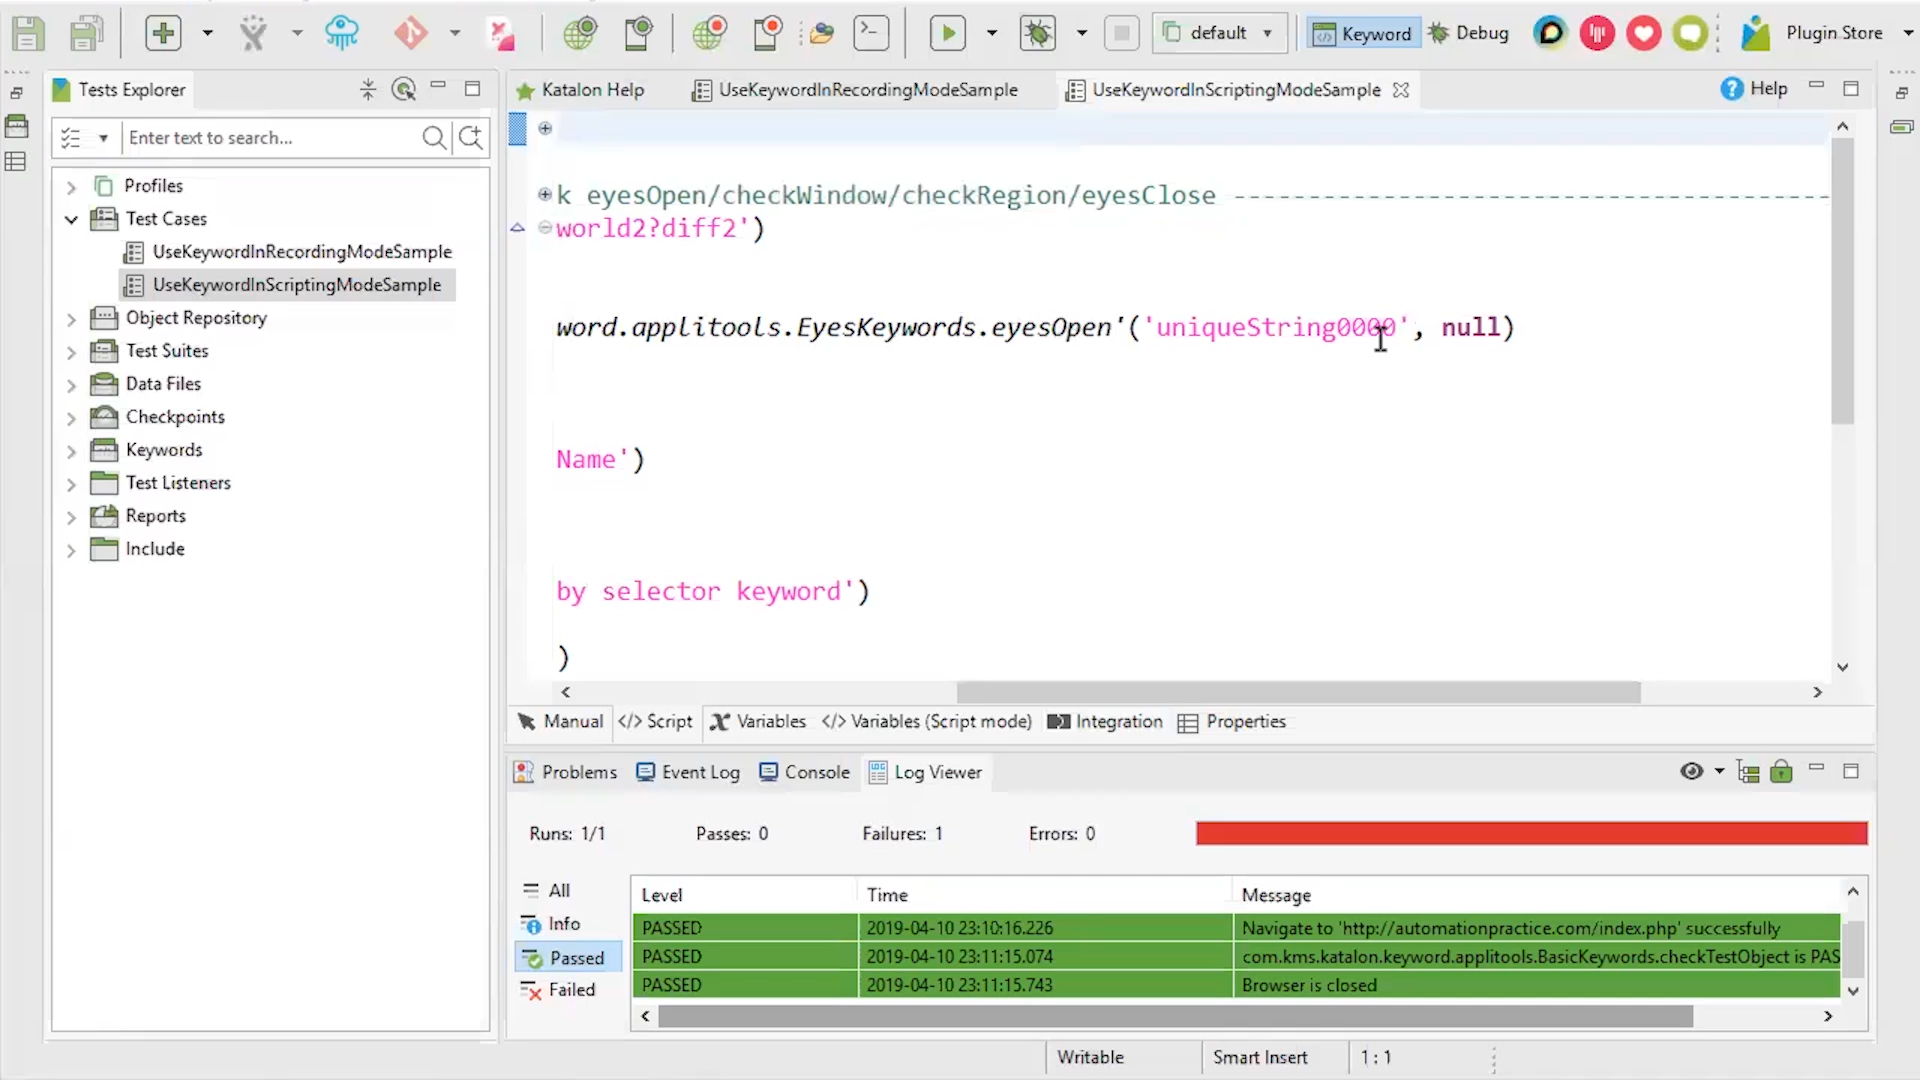 default
Keyword
Debug
Plugin Store
Tests Explorer
Enter text to search...
Profiles
Test Cases
UseKeywordInRecordingModeSample
UseKeywordInScriptingModeSample
Object Repository
Test Suites
Data Files
Checkpoints
Keywords
Test Listeners
Reports
Include
Katalon Help
UseKeywordInRecordingModeSample
UseKeywordInScriptingModeSample
Help
k eyesOpen/checkWindow/checkRegion/eyesClose ----------------------------------------
world2?diff2')
word.applitools.EyesKeywords.eyesOpen'('uniqueString0000', null)
Name')
by selector keyword')
)
Manual
Script
Variables
Variables (Script mode)
Integration
Properties
Problems
Event Log
Console
Log Viewer
Runs: 1/1
Passes: 0
Failures: 1
Errors: 0
All
Info
Passed
Failed
Level Time Message
PASSED 2019-04-10 23:10:16.226 Navigate to 'http://automationpractice.com/index.php' successfully
PASSED 2019-04-10 23:11:15.074 com.kms.katalon.keyword.applitools.BasicKeywords.checkTestObject is PAS
PASSED 2019-04-10 23:11:15.743 Browser is closed
Writable
Smart Insert
1 : 1